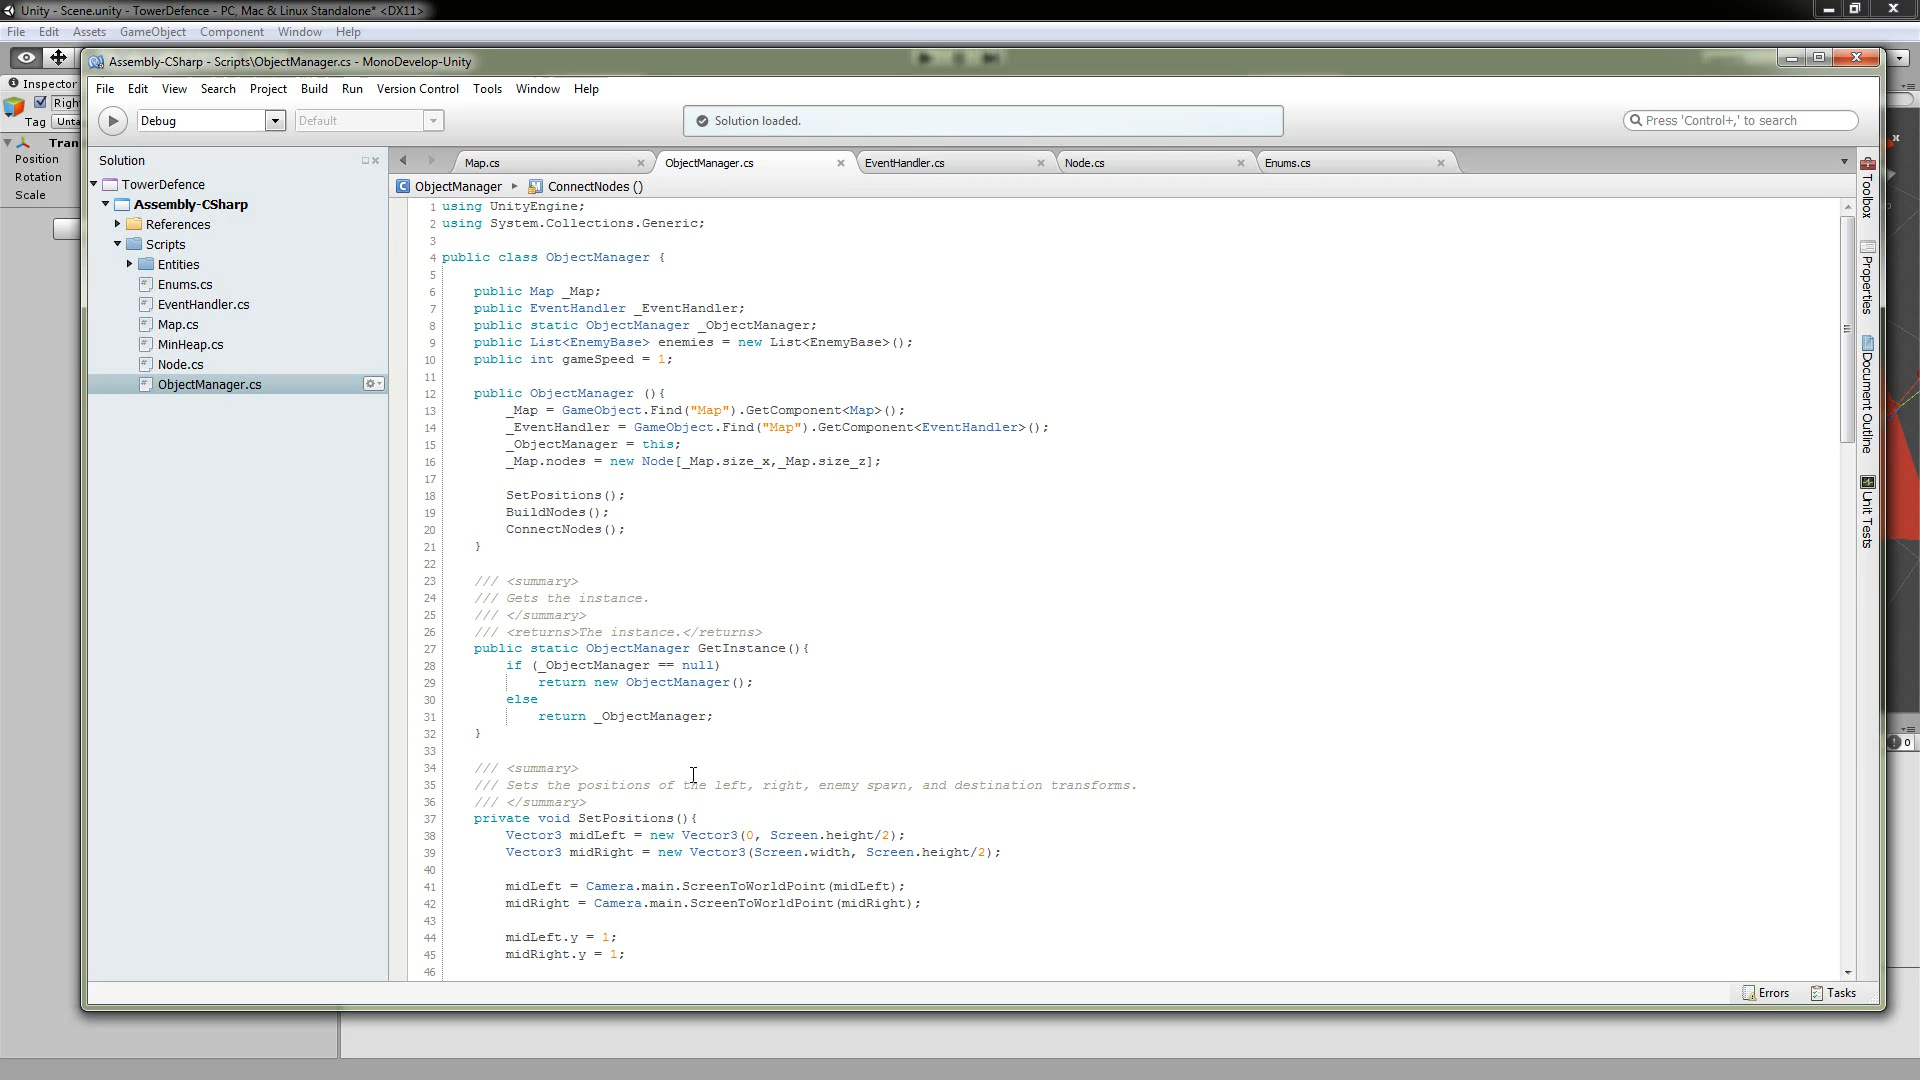 Unity - Scene.unity - TowerDefence - PC, Mac & Linux Standalone* <DX11>
File Edit Assets GameObject Component Window Help
Assembly-CSharp - Scripts\ObjectManager.cs - MonoDevelop-Unity
File Edit View Search Project Build Run Version Control Tools Window Help
Inspector
Tag
Tran
Position
Rotation
Scale
Debug
Default
Solution loaded.
Press 'Control+,' to search
Solution
TowerDefence
Assembly-CSharp
References
Scripts
Entities
Enums.cs
EventHandler.cs
Map.cs
MinHeap.cs
Node.cs
ObjectManager.cs
Map.cs ObjectManager.cs EventHandler.cs Node.cs Enums.cs
ObjectManager ConnectNodes ()
1 using UnityEngine;
2 using System.Collections.Generic;
3
4 public class ObjectManager {
5
6 public Map _Map;
7 public EventHandler _EventHandler;
8 public static ObjectManager _ObjectManager;
9 public List<EnemyBase> enemies = new List<EnemyBase>();
10 public int gameSpeed = 1;
11
12 public ObjectManager (){
13 _Map = GameObject.Find("Map").GetComponent<Map>();
14 _EventHandler = GameObject.Find("Map").GetComponent<EventHandler>();
15 _ObjectManager = this;
16 _Map.nodes = new Node[_Map.size_x,_Map.size_z];
17
18 SetPositions();
19 BuildNodes();
20 ConnectNodes();
21 }
22
23 /// <summary>
24 /// Gets the instance.
25 /// </summary>
26 /// <returns>The instance.</returns>
27 public static ObjectManager GetInstance(){
28 if (_ObjectManager == null)
29 return new ObjectManager();
30 else
31 return _ObjectManager;
32 }
33
34 /// <summary>
35 /// Sets the positions of the left, right, enemy spawn, and destination transforms.
36 /// </summary>
37 private void SetPositions(){
38 Vector3 midLeft = new Vector3(0, Screen.height/2);
39 Vector3 midRight = new Vector3(Screen.width, Screen.height/2);
40
41 midLeft = Camera.main.ScreenToWorldPoint(midLeft);
42 midRight = Camera.main.ScreenToWorldPoint(midRight);
43
44 midLeft.y = 1;
45 midRight.y = 1;
46
Toolbox
Properties
Document Outline
Unit Tests
x
0
Errors Tasks